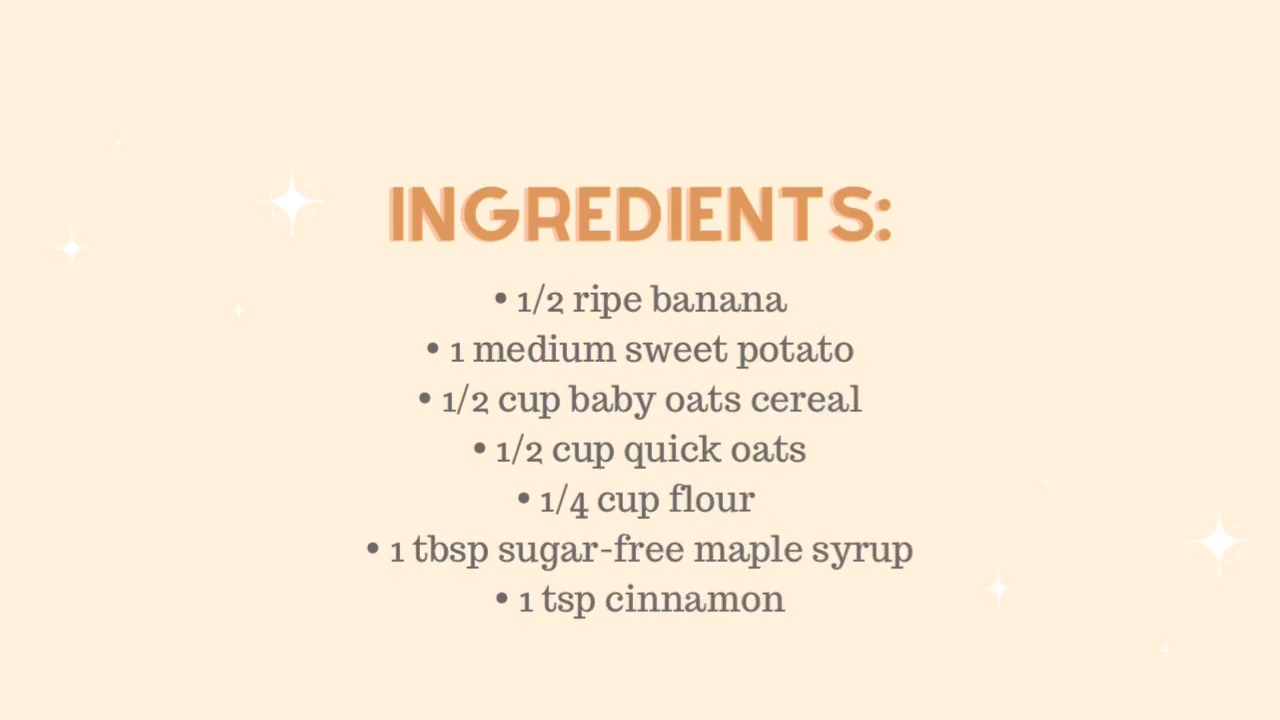 INGREDIENTS:
• 1/2 ripe banana
• 1 medium sweet potato
• 1/2 cup baby oats cereal
• 1/2 cup quick oats
• 1/4 cup flour
• 1 tbsp sugar-free maple syrup
• 1 tsp cinnamon